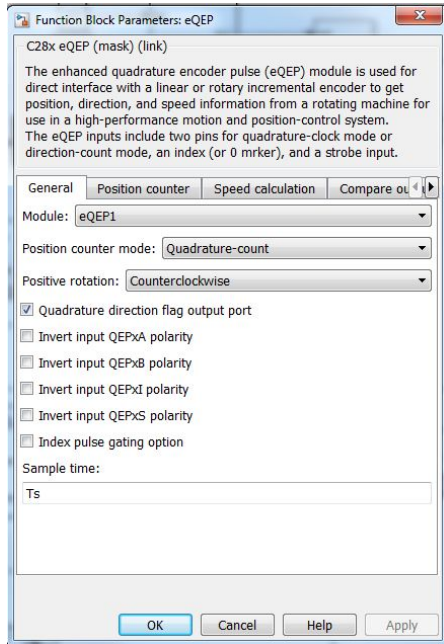 Function Block Parameters: eQEP
C28x eQEP (mask) (link)
The enhanced quadrature encoder pulse (eQEP) module is used for
direct interface with a linear or rotary incremental encoder to get
position, direction, and speed information from a rotating machine for
use in a high-performance motion and position-control system.
The eQEP inputs include two pins for quadrature-clock mode or
direction-count mode, an index (or 0 mrker), and a strobe input.
General Position counter Speed calculation Compare ou
Module: eQEP1
Position counter mode: Quadrature-count
Positive rotation: Counterclockwise
Quadrature direction flag output port
Invert input QEPxA polarity
Invert input QEPxB polarity
Invert input QEPxI polarity
Invert input QEPxS polarity
Index pulse gating option
Sample time:
Ts
OK Cancel Help Apply